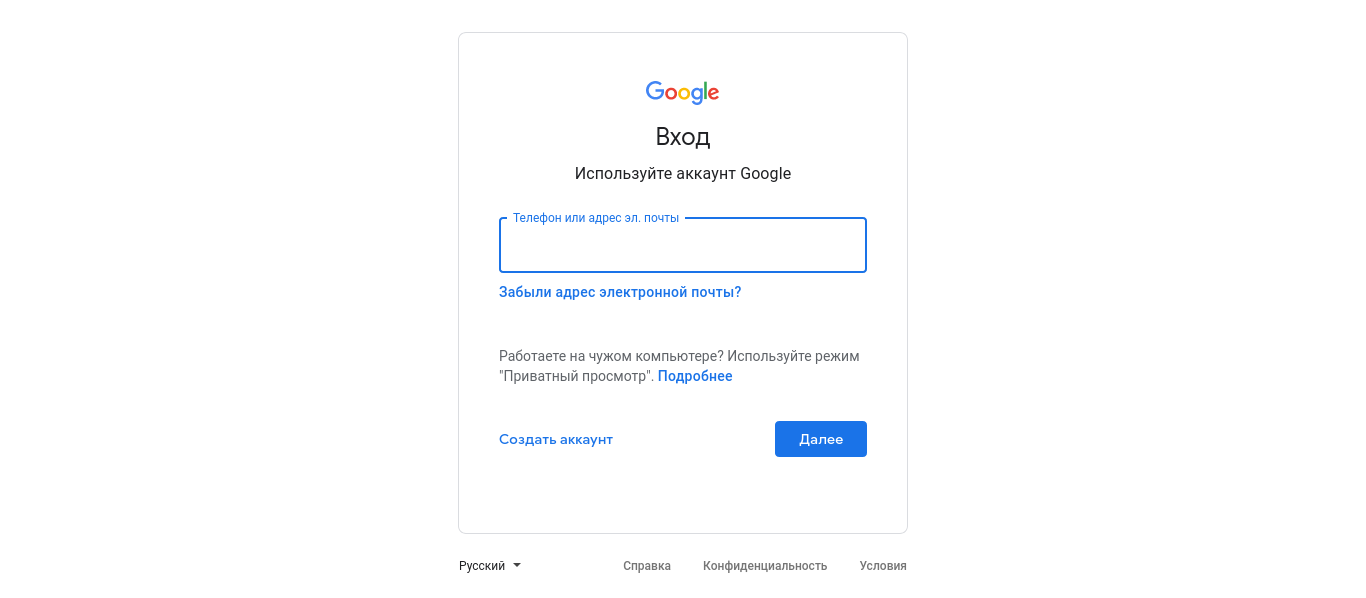 Google
Вход
Используйте аккаунт Google
Телефон или адрес эл. почты
Забыли адрес электронной почты?
Работаете на чужом компьютере? Используйте режим
"Приватный просмотр". Подробнее
Создать аккаунт
Далее
Русский
Справка
Конфиденциальность
Условия